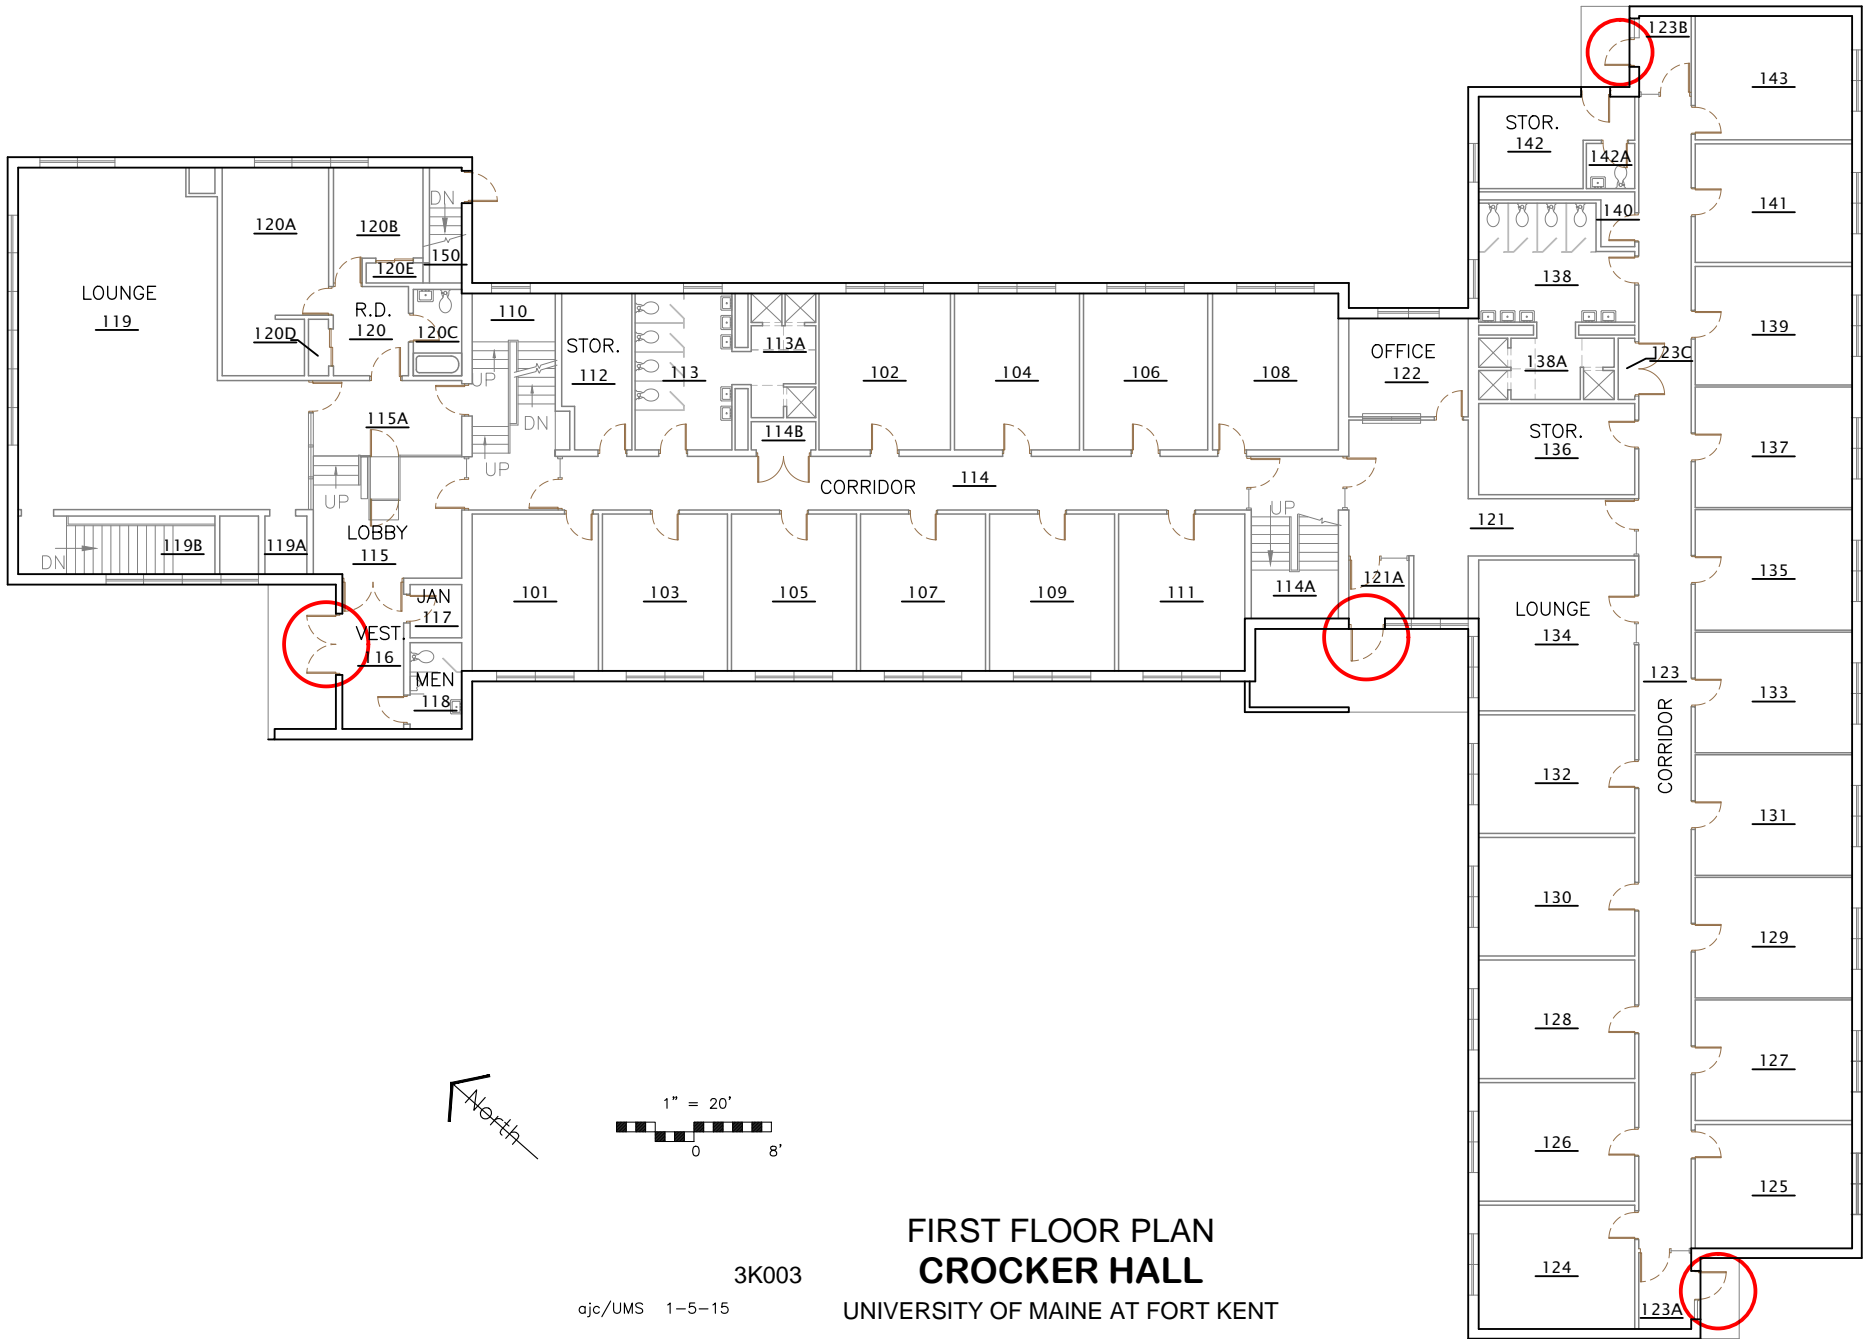 123B
143
STOR.
142
142A
DN
120A
120B
141
140
150
120E
LOUNGE
119
138
R.D.
120
110
120C
120D
STOR.
112
113A
113
102
104
106
108
OFFICE
122
139
123C
138A
UP
115A
DN
114B
STOR.
136
137
UP
UP
CORRIDOR
114
UP
121
LOBBY
115
119B
119A
DN
135
JAN
117
101
103
105
107
109
111
114A
121A
LOUNGE
134
VEST.
116
MEN
118
123
CORRIDOR
133
132
131
130
129
128
127
126
125
124
123A
North
1" = 20'
0
8'
FIRST FLOOR PLAN
3K003
CROCKER HALL
ajc/UMS 1-5-15
UNIVERSITY OF MAINE AT FORT KENT